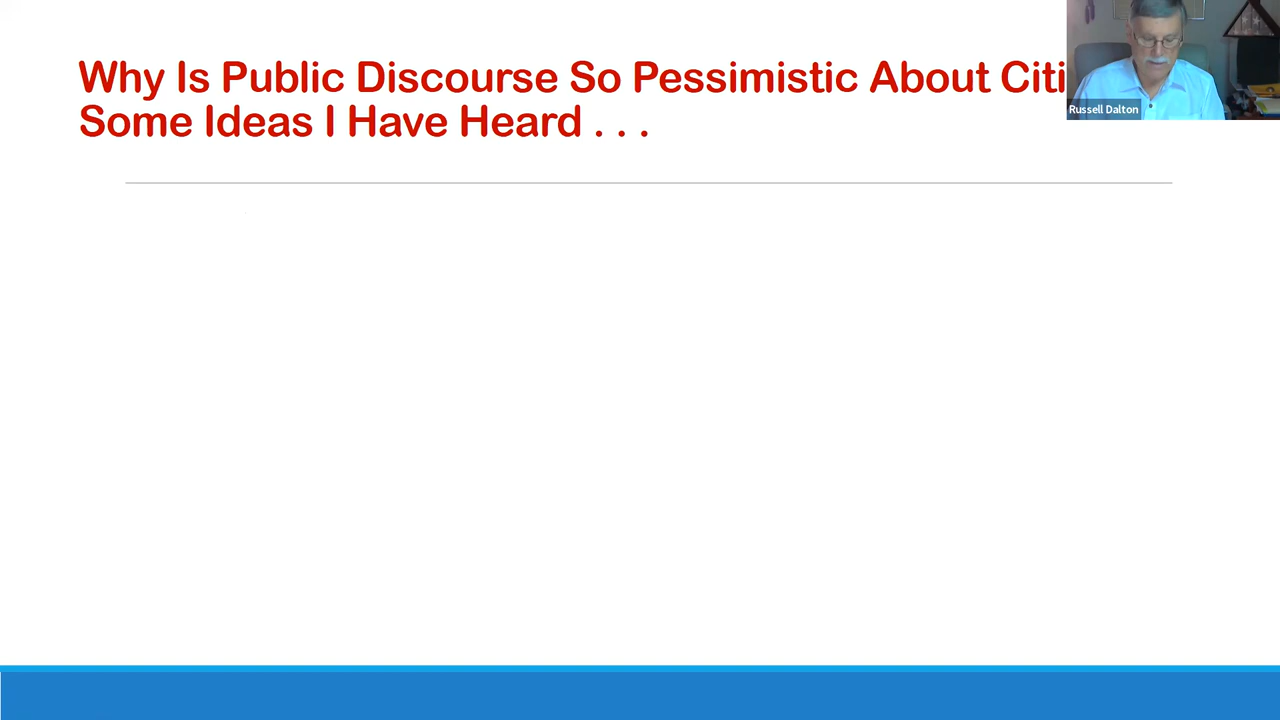 Why Is Public Discourse So Pessimistic About Citi
Some Ideas I Have Heard . . .
Russell Dalton